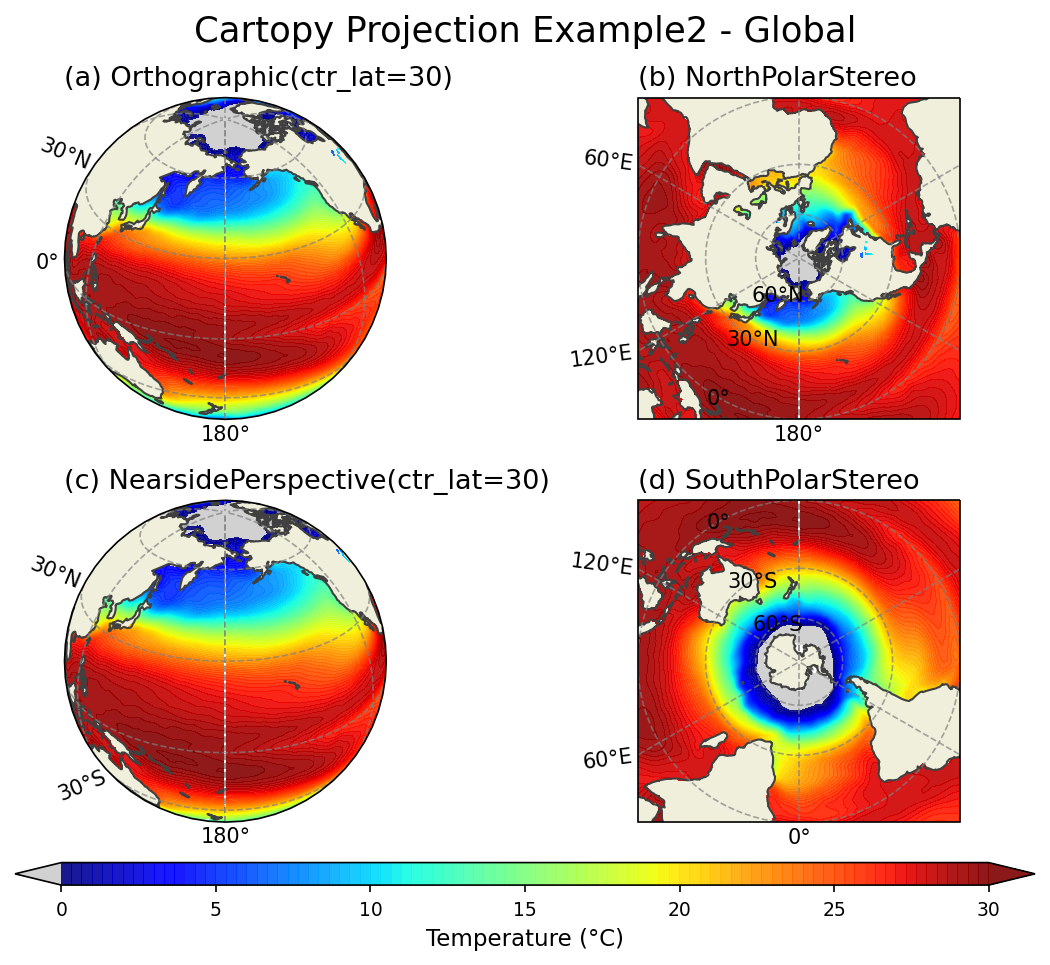 Cartopy Projection Example2 - Global
(a) Orthographic(ctr_lat=30)
(b) NorthPolarStereo
30°N
0°
180°
60°E
120°E
60°N
30°N
0°
180°
(c) NearsidePerspective(ctr_lat=30)
(d) SouthPolarStereo
30°N
30°S
180°
0°
120°E
30°S
60°S
60°E
0°
0 5 10 15 20 25 30
Temperature (°C)